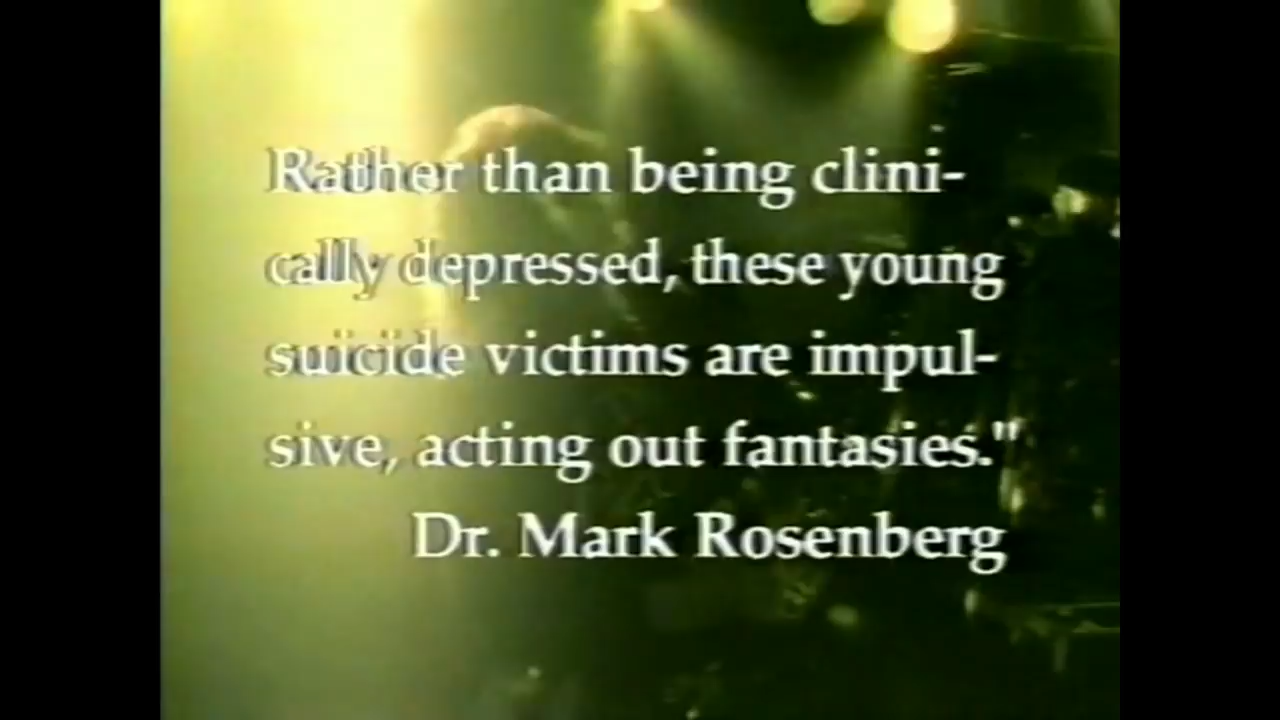 Rather than being clini-
cally depressed, these young
suicide victims are impul-
sive, acting out fantasies."
Dr. Mark Rosenberg